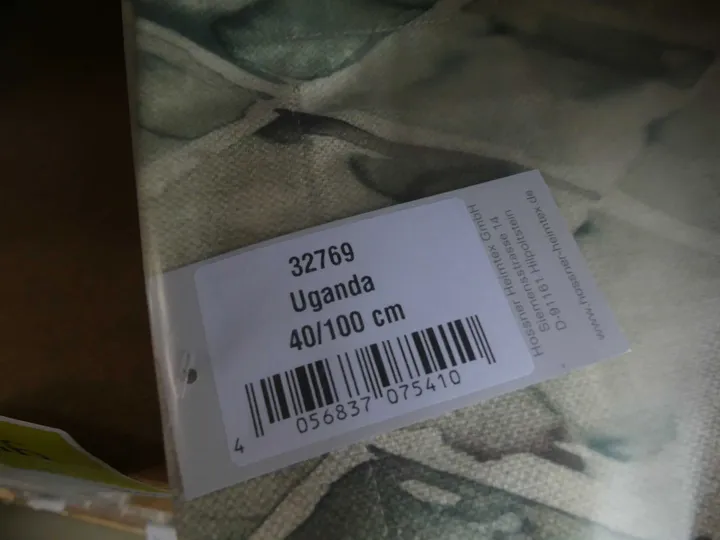 32769
Uganda
40/100 cm
4 056837 075410
Hossner Heimtex GmbH
Siemensstrasse 14
D-91161 Hilpoltstein
www.hossner-heimtex.de